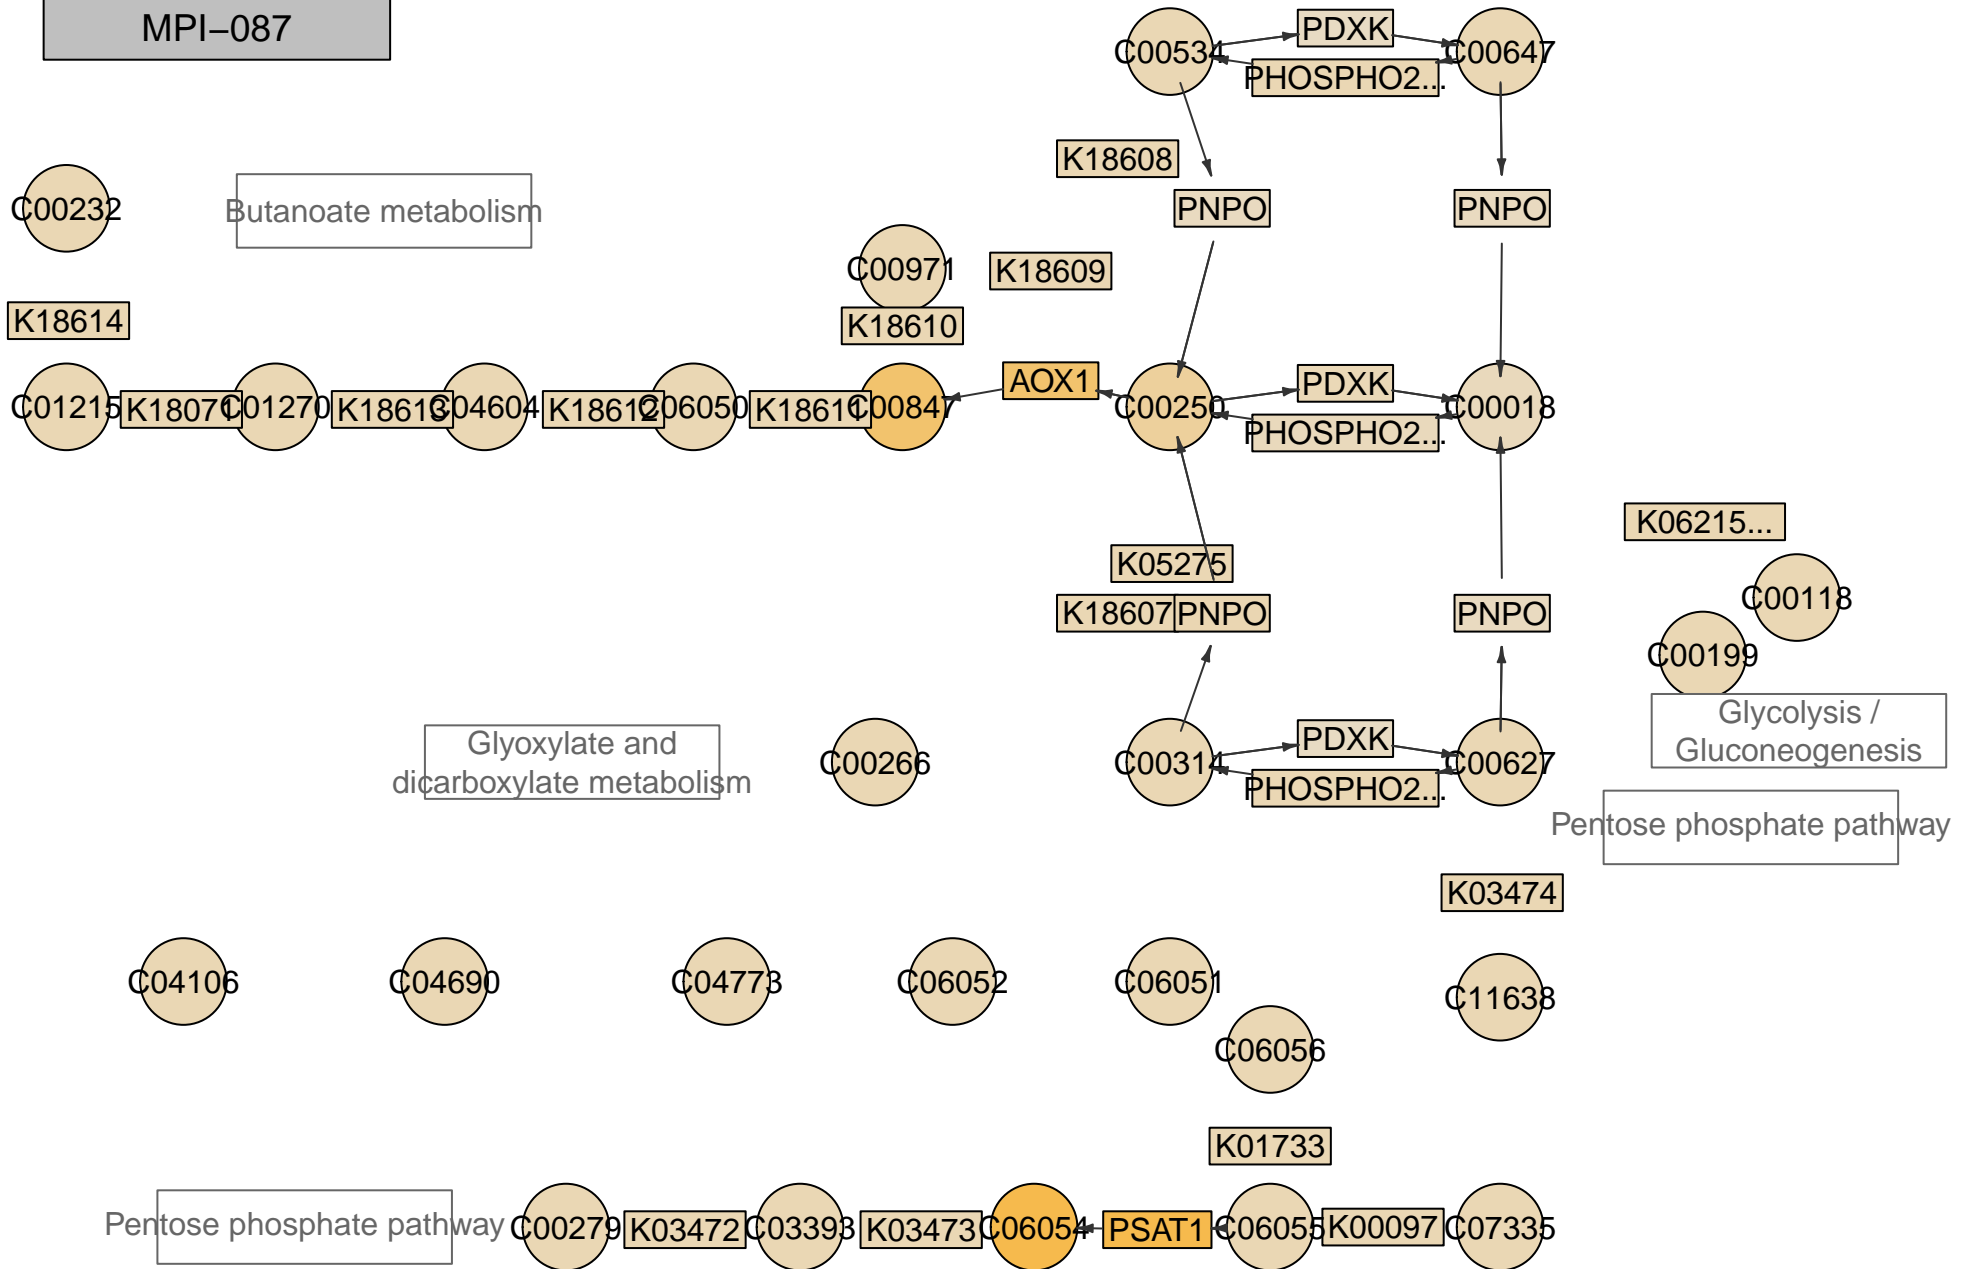 MPI−087
C00534
PDXK
C00647
PHOSPHO2...
K18608
C00232
Butanoate metabolism
PNPO
PNPO
C00971
K18609
K18614
K18610
C01215
K18071
C01270
K18613
C04604
K18612
C06050
K18611
C00847
AOX1
C00250
PDXK
C00018
PHOSPHO2...
K06215...
K05275
C00118
K18607
PNPO
PNPO
C00199
Glycolysis /
Gluconeogenesis
Glyoxylate and
dicarboxylate metabolism
C00266
C00314
PDXK
C00627
PHOSPHO2...
Pentose phosphate pathway
K03474
C04106
C04690
C04773
C06052
C06051
C11638
C06056
K01733
Pentose phosphate pathway
C00279
K03472
C03393
K03473
C06054
PSAT1
C06055
K00097
C07335